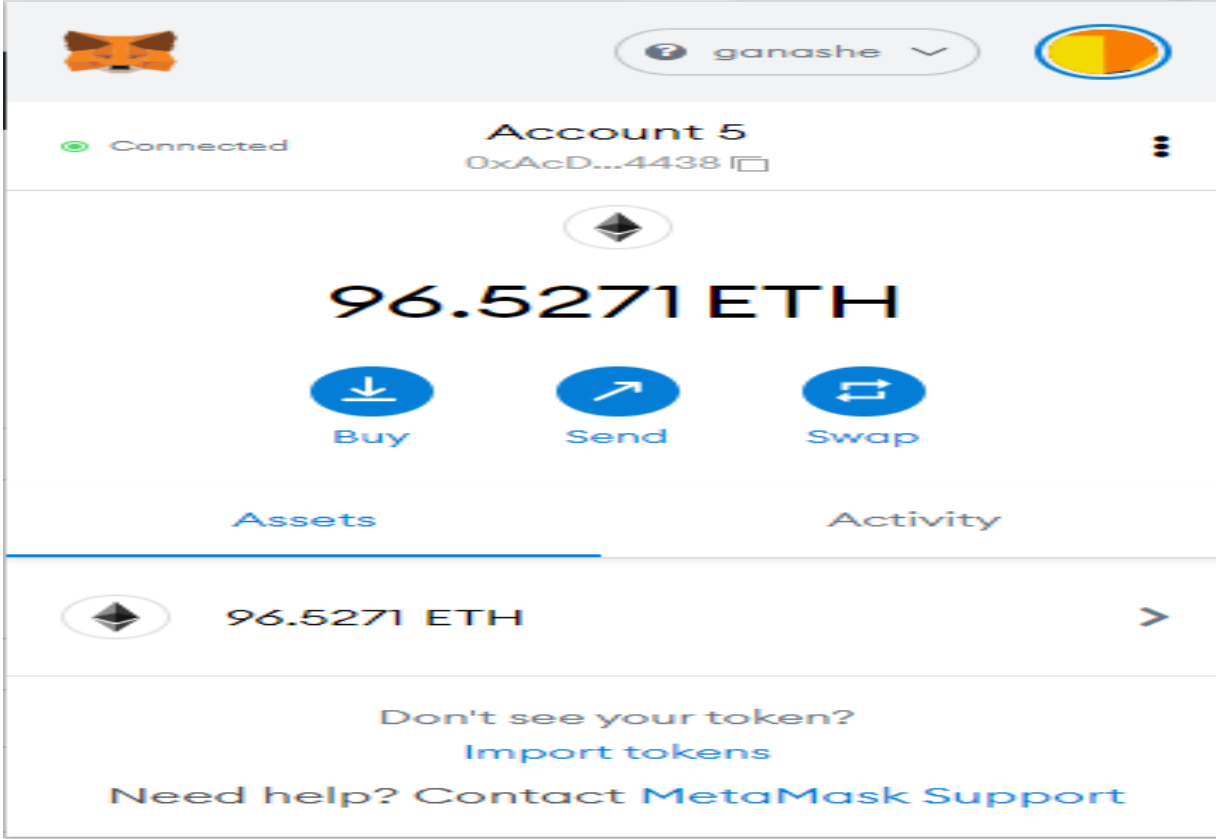 ganashe
Connected
Account 5
0xAcD...4438
96.5271 ETH
Buy
Send
Swap
Assets
Activity
96.5271 ETH
Don't see your token?
Import tokens
Need help? Contact MetaMask Support